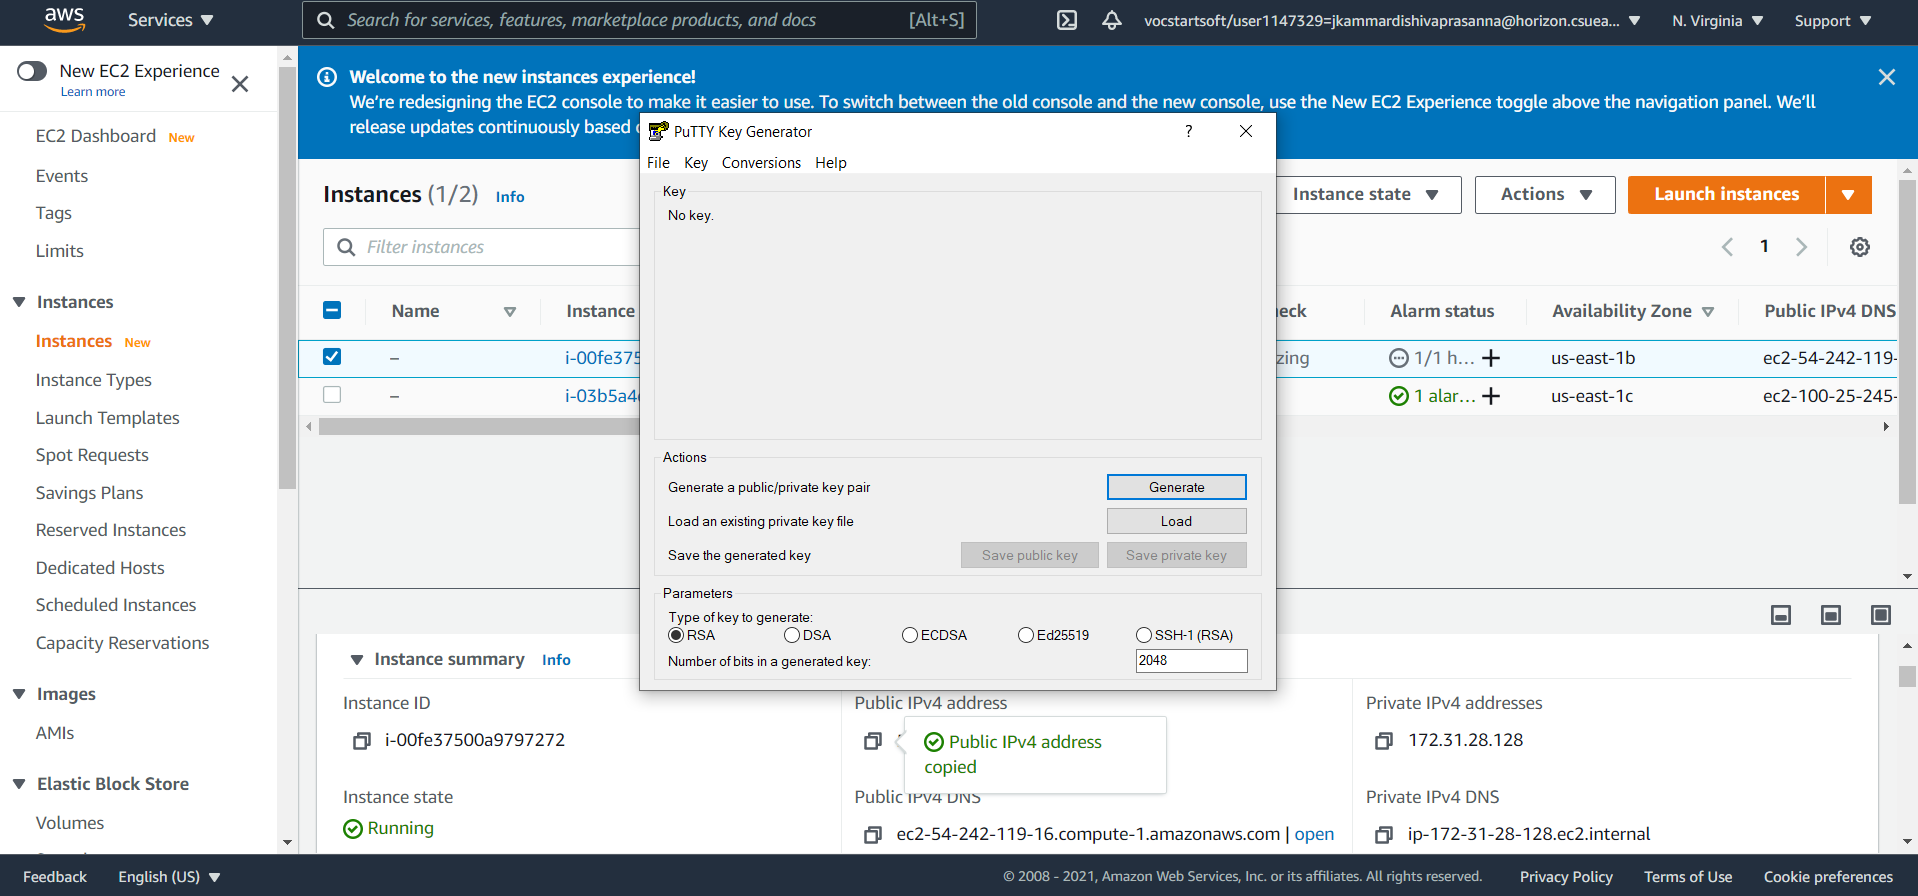 aws
Services
Search for services, features, marketplace products, and docs
[Alt+S]
vocstartsoft/user1147329=jkammardishivaprasanna@horizon.csuea...
N. Virginia
Support
New EC2 Experience
Learn more
EC2 Dashboard New
Events
Tags
Limits
Instances
Instances New
Instance Types
Launch Templates
Spot Requests
Savings Plans
Reserved Instances
Dedicated Hosts
Scheduled Instances
Capacity Reservations
Images
AMIs
Elastic Block Store
Volumes
Welcome to the new instances experience!
We're redesigning the EC2 console to make it easier to use. To switch between the old console and the new console, use the New EC2 Experience toggle above the navigation panel. We'll
release updates continuously based
Instances (1/2) Info
Instance state
Actions
Launch instances
Filter instances
1
Name
Instance
Alarm status
Availability Zone
Public IPv4 DNS
–
i-00fe375
zing
1/1 h...
us-east-1b
ec2-54-242-119-
–
i-03b5a4
1 alar...
us-east-1c
ec2-100-25-245-
PuTTY Key Generator
?
File Key Conversions Help
Key
No key.
Actions
Generate a public/private key pair
Generate
Load an existing private key file
Load
Save the generated key
Save public key
Save private key
Parameters
Type of key to generate:
RSA
DSA
ECDSA
Ed25519
SSH-1 (RSA)
Number of bits in a generated key:
2048
Instance summary Info
Instance ID
i-00fe37500a9797272
Instance state
Running
Public IPv4 address
Public IPv4 address
copied
Public IPv4 DNS
ec2-54-242-119-16.compute-1.amazonaws.com | open
Private IPv4 addresses
172.31.28.128
Private IPv4 DNS
ip-172-31-28-128.ec2.internal
Feedback
English (US)
© 2008 - 2021, Amazon Web Services, Inc. or its affiliates. All rights reserved.
Privacy Policy
Terms of Use
Cookie preferences